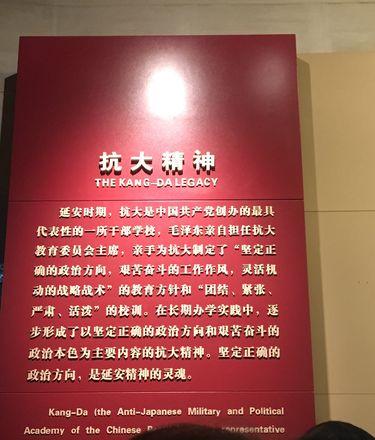 抗大精神
THE KANG-DA LEGACY
延安时期，抗大是中国共产党创办的最具
代表性的一所干部学校，毛泽东亲自担任抗大
教育委员会主席，亲手为抗大制定了“坚定正
确的政治方向，艰苦奋斗的工作作风，灵活机
动的战略战术”的教育方针和“团结、紧张、
严肃、活泼”的校训。在长期办学实践中，逐
步形成了以坚定正确的政治方向和艰苦奋斗的
政治本色为主要内容的抗大精神。坚定正确的
政治方向，是延安精神的灵魂。
Kang-Da (the Anti-Japanese Military and Political
Academy of the Chinese representative